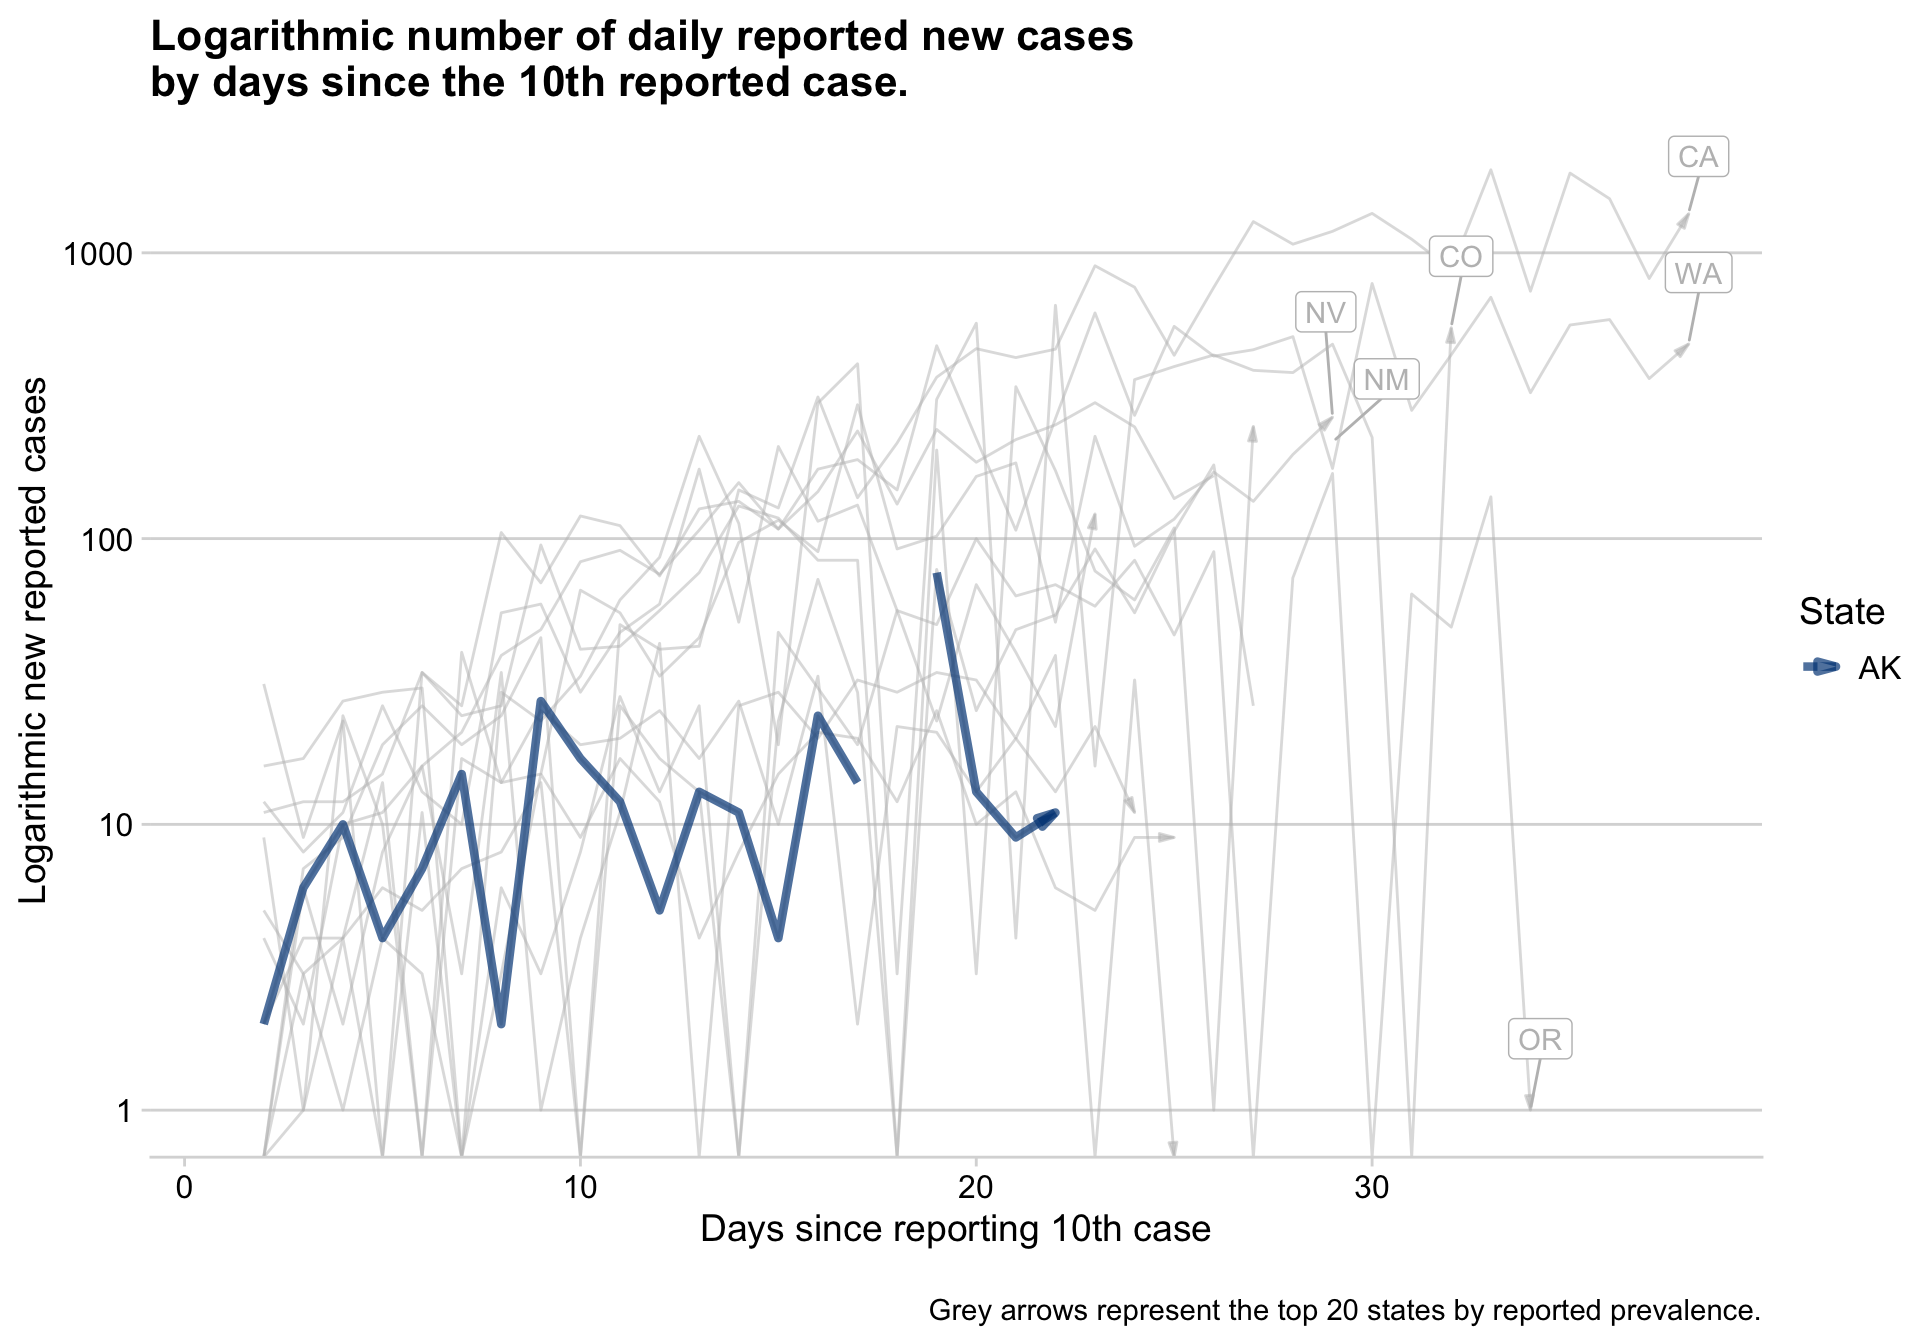 Logarithmic number of daily reported new cases
by days since the 10th reported case.
CA
1000
CO
WA
NV
NM
Logarithmic new reported cases
100
State
AK
10
OR
1
0 10 20 30
Days since reporting 10th case
Grey arrows represent the top 20 states by reported prevalence.